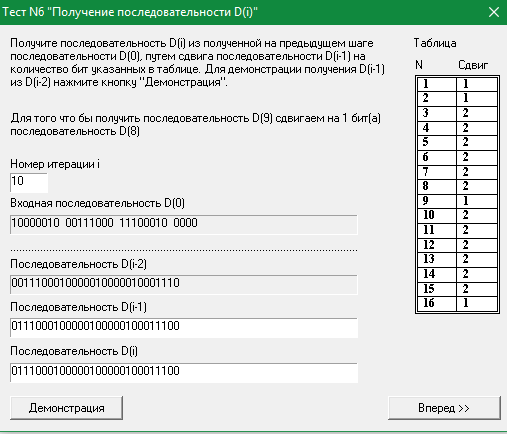 Тест N6 "Получение последовательности D(i)"
Получите последовательность D(i) из полученной на предыдущем шаге
последовательности D(0), путем сдвига последовательности D(i-1) на
количество бит указанных в таблице. Для демонстрации получения D(i-1)
из D(i-2) нажмите кнопку "Демонстрация".
Для того что бы получить последовательность D(9) сдвигаем на 1 бит(а)
последовательность D(8)
Номер итерации i
10
Входная последовательность D(0)
10000010 00111000 11100010 0000
Последовательность D(i-2)
0011100010000010000010001110
Последовательность D(i-1)
0111000100000100000100011100
Последовательность D(i)
0111000100000100000100011100
Демонстрация
Вперед >>
Таблица
N Сдвиг
1 1
2 1
3 2
4 2
5 2
6 2
7 2
8 2
9 1
10 2
11 2
12 2
13 2
14 2
15 2
16 1